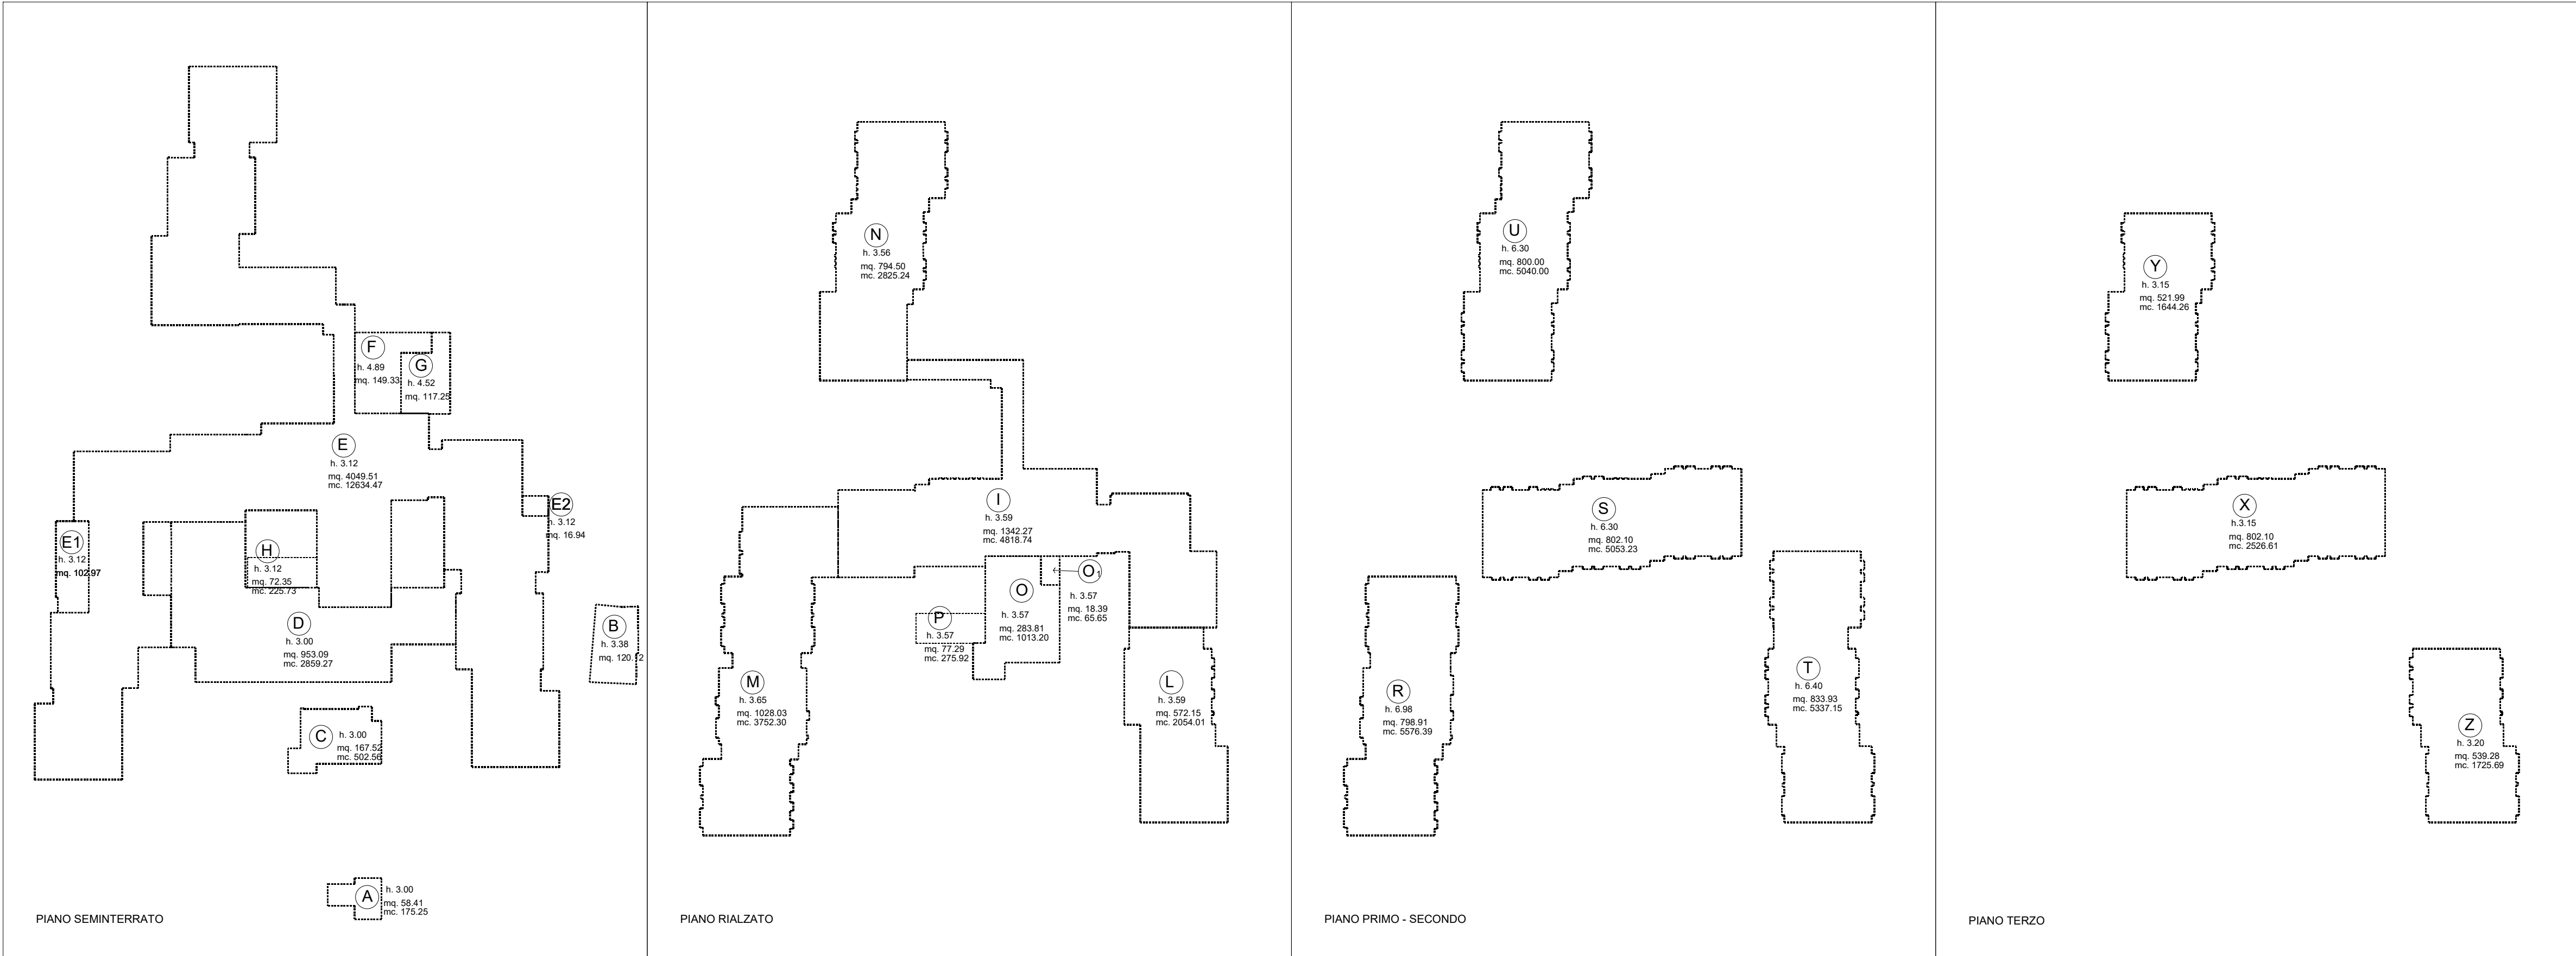 F
h. 4.89
mq. 149.33
G
h. 4.52
mq. 117.25
E
h. 3.12
mq. 4049.51
mc. 12634.47
E2
h. 3.12
mq. 16.94
E1
h. 3.12
mq. 102.97
H
h. 3.12
mq. 72.35
mc. 225.73
D
h. 3.00
mq. 953.09
mc. 2859.27
B
h. 3.38
mq. 120.12
C
h. 3.00
mq. 167.52
mc. 502.56
A
h. 3.00
mq. 58.41
mc. 175.25
PIANO SEMINTERRATO
N
h. 3.56
mq. 794.50
mc. 2825.24
I
h. 3.59
mq. 1342.27
mc. 4818.74
O1
h. 3.57
mq. 18.39
mc. 65.65
O
h. 3.57
mq. 283.81
mc. 1013.20
P
h. 3.57
mq. 77.29
mc. 275.92
M
h. 3.65
mq. 1028.03
mc. 3752.30
L
h. 3.59
mq. 572.15
mc. 2054.01
PIANO RIALZATO
U
h. 6.30
mq. 800.00
mc. 5040.00
S
h. 6.30
mq. 802.10
mc. 5053.23
T
h. 6.40
mq. 833.93
mc. 5337.15
R
h. 6.98
mq. 798.91
mc. 5576.39
PIANO PRIMO - SECONDO
Y
h. 3.15
mq. 521.99
mc. 1644.26
X
h.3.15
mq. 802.10
mc. 2526.61
Z
h. 3.20
mq. 539.28
mc. 1725.69
PIANO TERZO